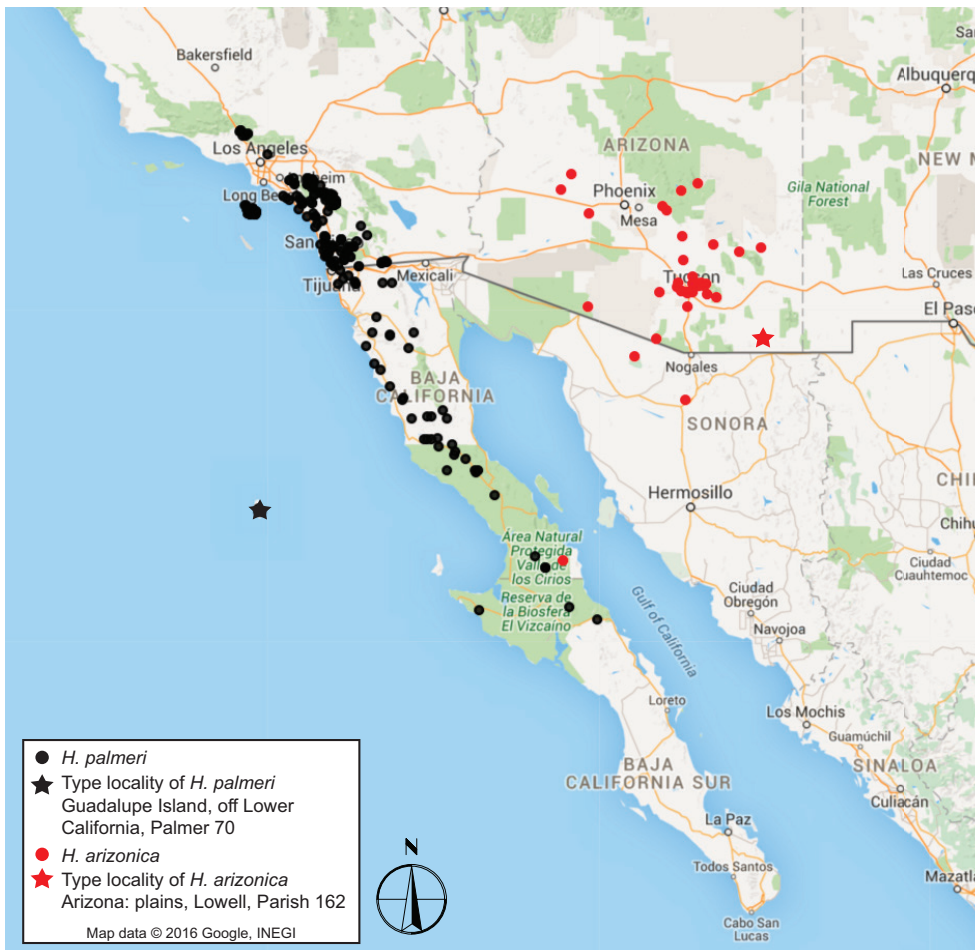 Bakersfield
San
Albuquerq
Los Angeles
ARIZONA
NEW M
Phoenix
Mesa
Gila National
Forest
Long Be
San
Mexicali
Tijuana
Tucson
Las Cruces
El Paso
Nogales
BAJA
CALIFORNIA
SONORA
CHI
Hermosillo
Chihu
Área Natural
Protegida
Valle de
los Cirios
Ciudad
Cuauhtemoc
Reserva de
la Biosfera
El Vizcaíno
Ciudad
Obregón
Gulf of California
Navojoa
Loreto
Los Mochis
Guamúchil
SINALOA
BAJA
CALIFORNIA SUR
Culiacán
La Paz
Todos Santos
Mazatla
Cabo San
Lucas
H. palmeri
Type locality of H. palmeri
Guadalupe Island, off Lower
California, Palmer 70
H. arizonica
Type locality of H. arizonica
Arizona: plains, Lowell, Parish 162
Map data © 2016 Google, INEGI
N